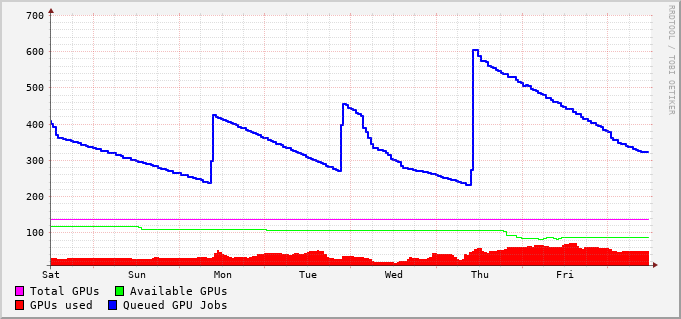 700
600
500
400
300
200
100
Sat Sun Mon Tue Wed Thu Fri
Total GPUs Available GPUs
GPUs used Queued GPU Jobs
RRDTOOL / TOBI OETIKER